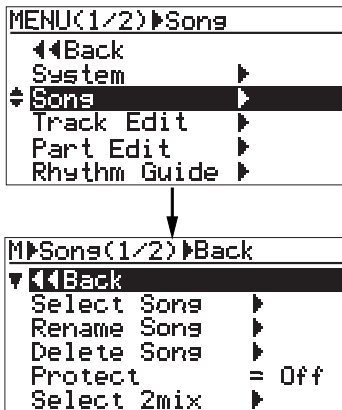 MENU(1/2)▶Song
◀◀Back
System ▶
Song ▶
Track Edit ▶
Part Edit ▶
Rhythm Guide ▶
M▶Song(1/2)▶Back
◀◀Back
Select Song ▶
Rename Song ▶
Delete Song ▶
Protect = Off
Select 2mix ▶